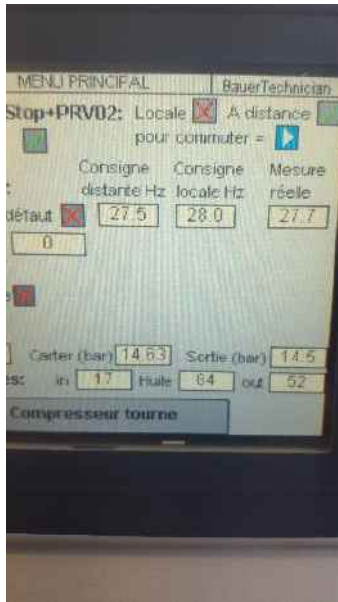 MENU PRINCIPAL BauerTechnician
Stop+PRV02: Locale A distance
pour commuter =
Consigne Consigne Mesure
distante Hz locale Hz réelle
défaut 27.5 28.0 27.7
0
Carter (bar) 14.63 Sortie (bar) 14.5
in 17 Huile 64 out 52
Compresseur tourne